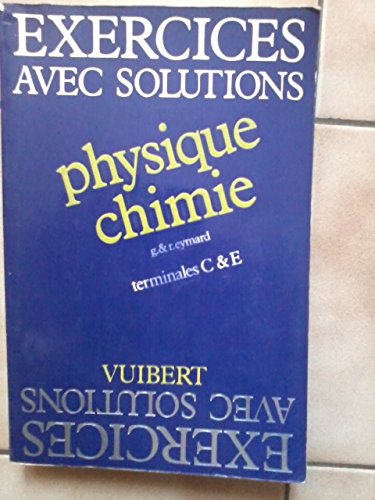 EXERCICES
AVEC SOLUTIONS
physique
chimie
g.&r.eymard
terminales C & E
VUIBERT
AVEC SOLUTIONS
EXERCICES